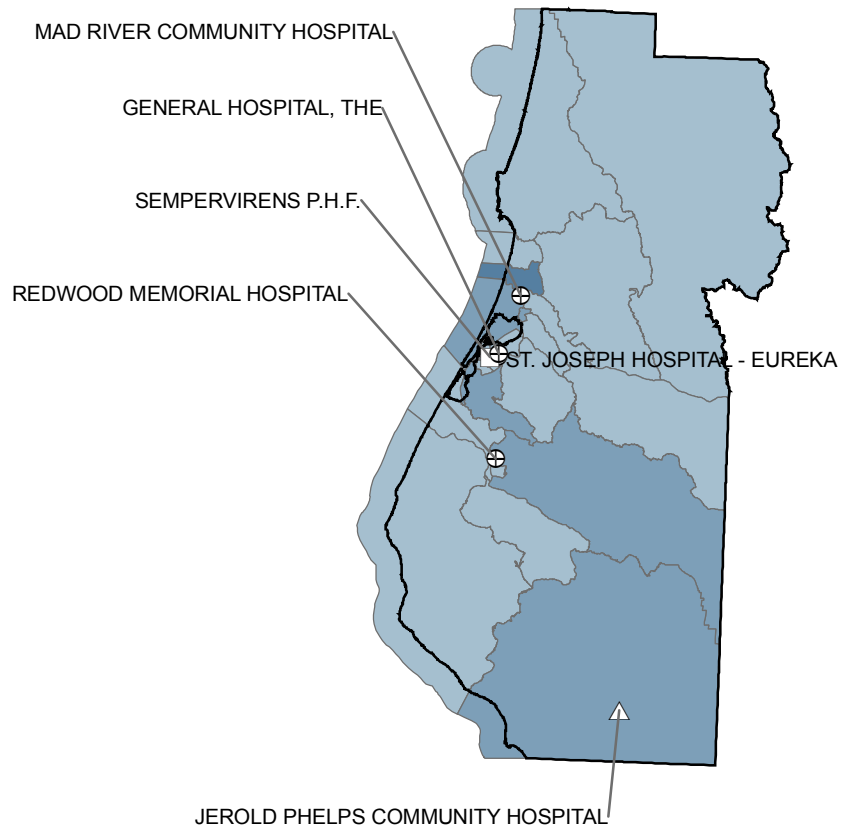 MAD RIVER COMMUNITY HOSPITAL
GENERAL HOSPITAL, THE
SEMPERVIRENS P.H.F.
REDWOOD MEMORIAL HOSPITAL
ST. JOSEPH HOSPITAL - EUREKA
JEROLD PHELPS COMMUNITY HOSPITAL